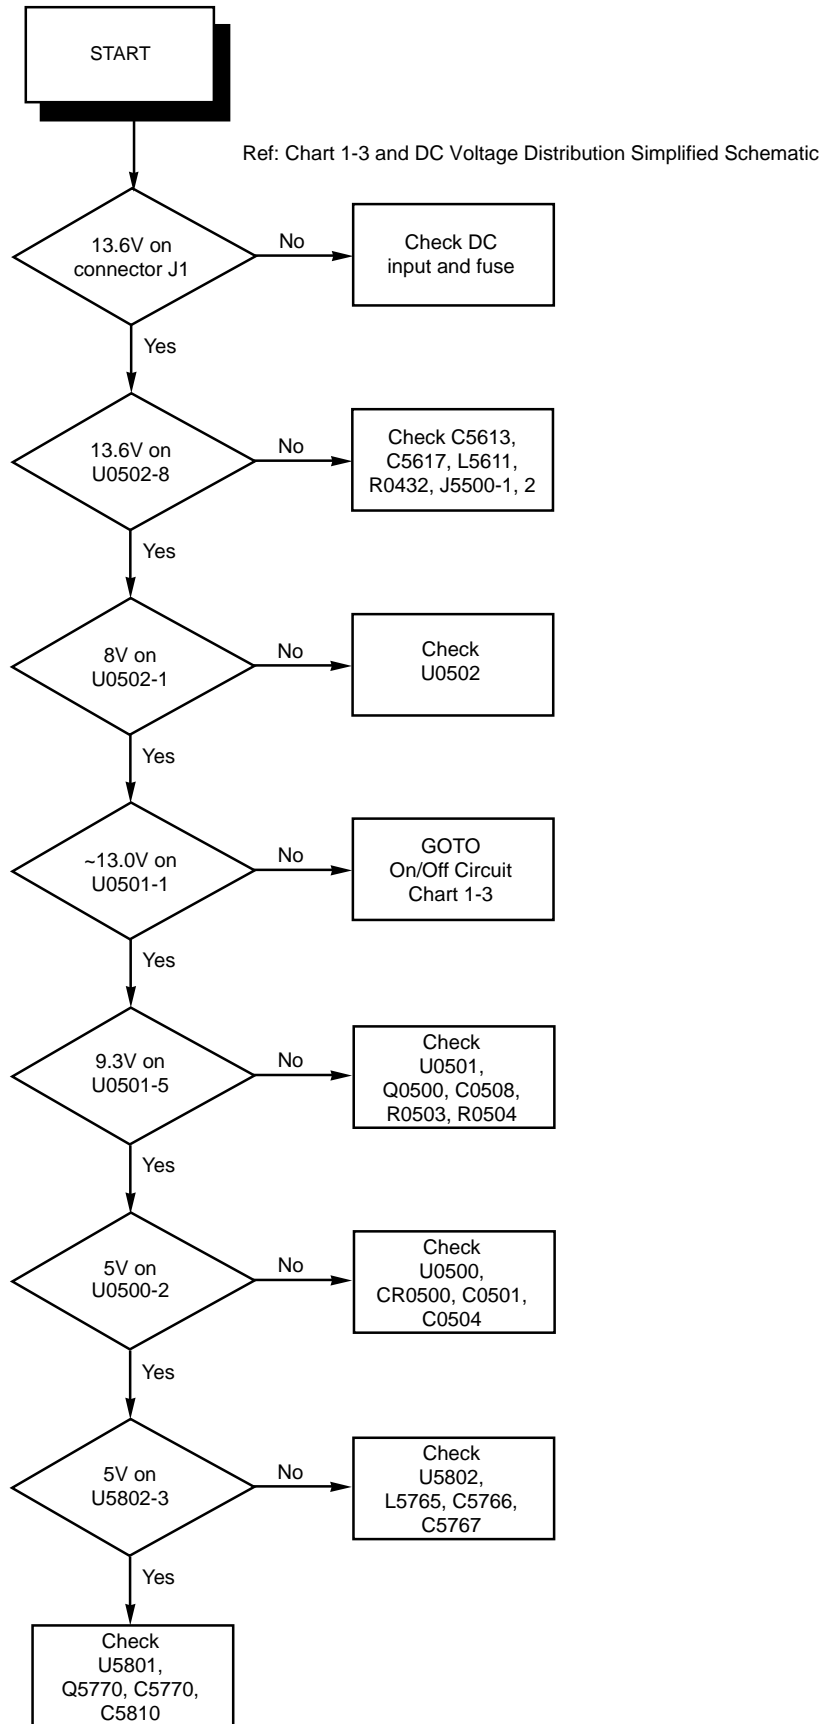 START
Ref: Chart 1-3 and DC Voltage Distribution Simplified Schematic
13.6V on
connector J1
No
Check DC
input and fuse
Yes
13.6V on
U0502-8
No
Check C5613,
C5617, L5611,
R0432, J5500-1, 2
Yes
8V on
U0502-1
No
Check
U0502
Yes
~13.0V on
U0501-1
No
GOTO
On/Off Circuit
Chart 1-3
Yes
9.3V on
U0501-5
No
Check
U0501,
Q0500, C0508,
R0503, R0504
Yes
5V on
U0500-2
No
Check
U0500,
CR0500, C0501,
C0504
Yes
5V on
U5802-3
No
Check
U5802,
L5765, C5766,
C5767
Yes
Check
U5801,
Q5770, C5770,
C5810